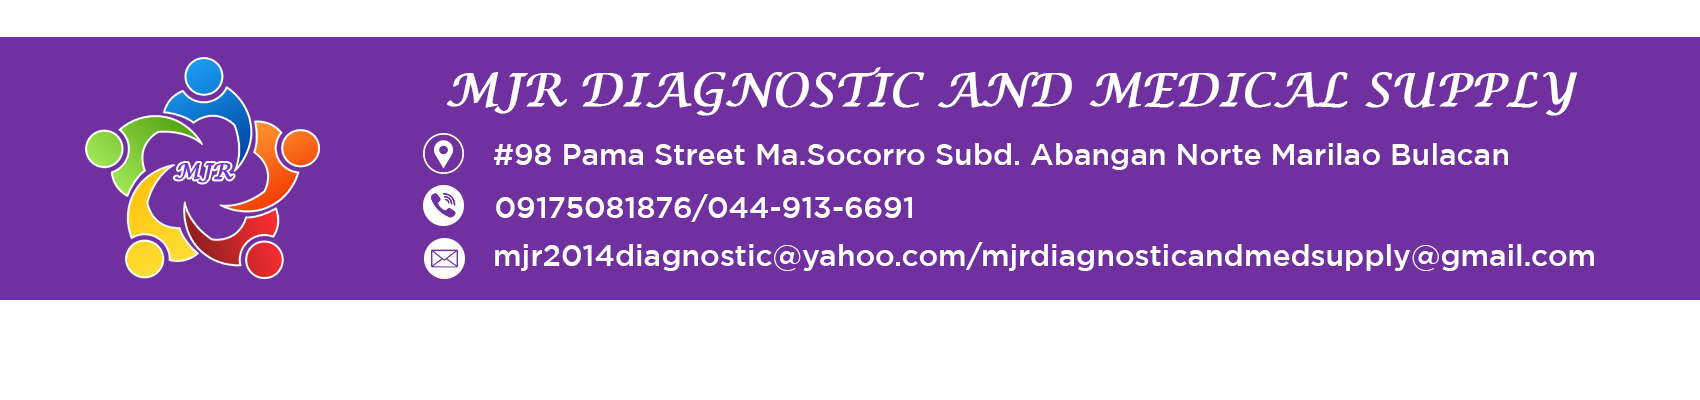 MJR DIAGNOSTIC AND MEDICAL SUPPLY
MJR
#98 Pama Street Ma.Socorro Subd. Abangan Norte Marilao Bulacan
09175081876/044-913-6691
mjr2014diagnostic@yahoo.com/mjrdiagnosticandmedsupply@gmail.com